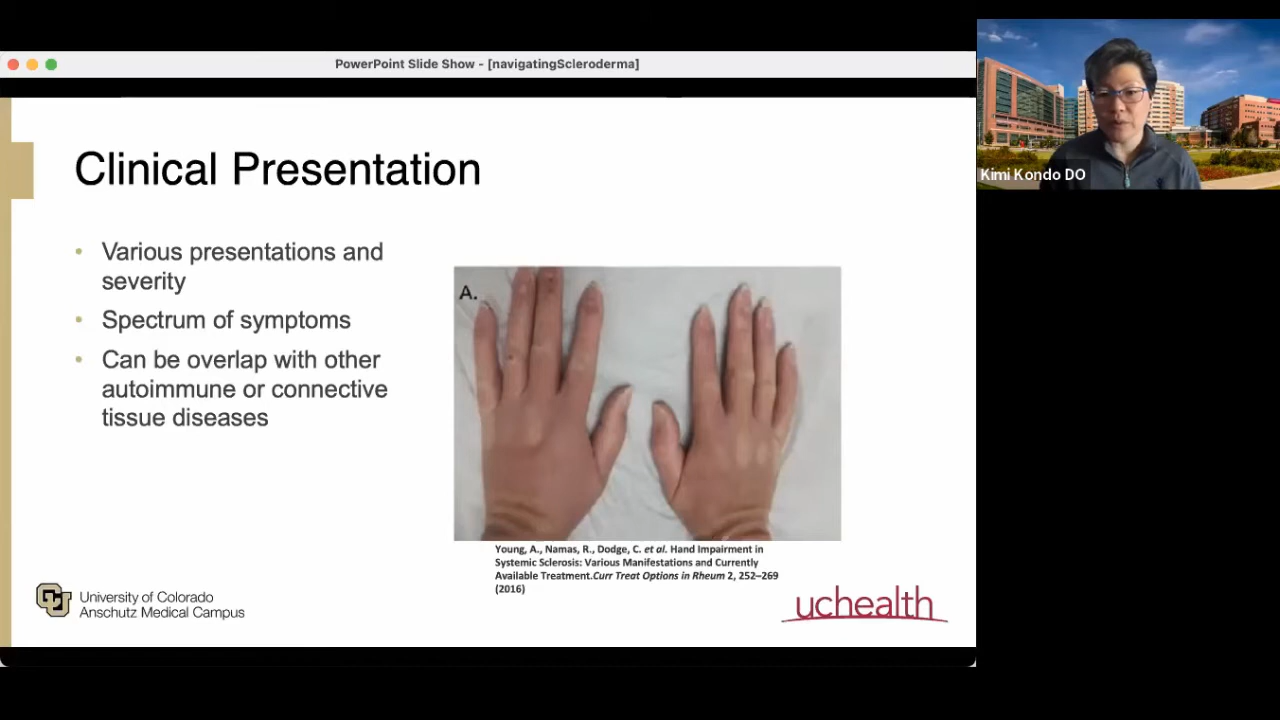 PowerPoint Slide Show - [navigatingScleroderma]
Kimi Kondo DO
Clinical Presentation
• Various presentations and
severity
• Spectrum of symptoms
• Can be overlap with other
autoimmune or connective
tissue diseases
A.
Young, A., Namas, R., Dodge, C. et al. Hand Impairment in
Systemic Sclerosis: Various Manifestations and Currently
Available Treatment.Curr Treat Options in Rheum 2, 252–269
(2016)
CU
University of Colorado
Anschutz Medical Campus
uchealth